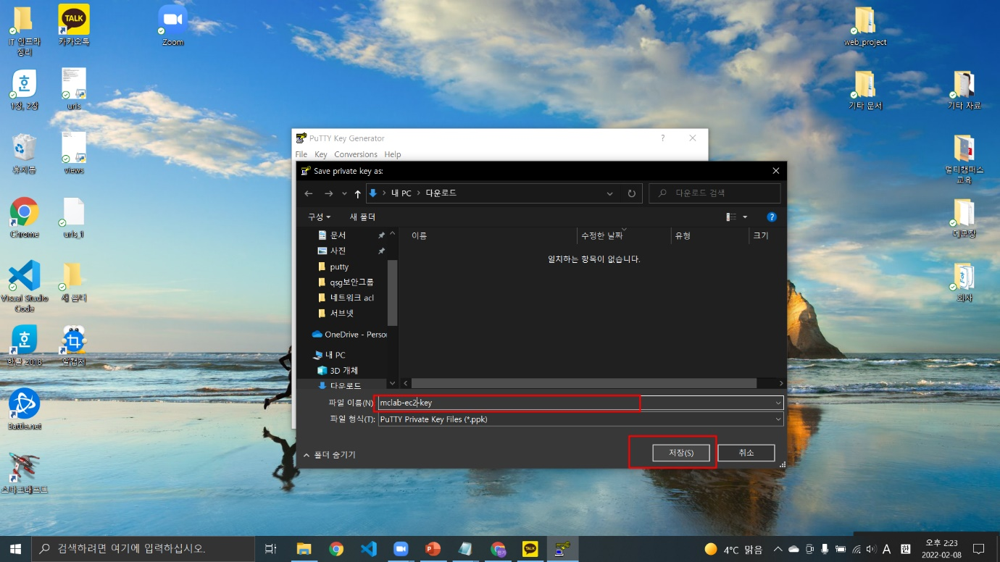 IT 인프라
정리
카카오톡
Zoom
web_project
1장, 2장
urls
기타 문서
기타 자료
휴지통
views
멀티캠퍼스
교육
Chrome
urls_1
메모장
Visual Studio
Code
새 폴더
회사
한글 2018
알캡처
Battle.net
스타크래프트
PuTTY Key Generator
?
File Key Conversions Help
Save private key as:
내 PC > 다운로드
다운로드 검색
구성 새 폴더
이름 수정한 날짜 유형 크기
일치하는 항목이 없습니다.
문서
사진
putty
qsg보안그룹
네트워크 acl
서브넷
OneDrive - Perso
내 PC
3D 개체
다운로드
파일 이름(N)
mclab-ec2-key
파일 형식(T):
PuTTY Private Key Files (*.ppk)
폴더 숨기기
저장(S)
취소
검색하려면 여기에 입력하십시오.
4°C 맑음
A
한
오후 2:23
2022-02-08
TALK